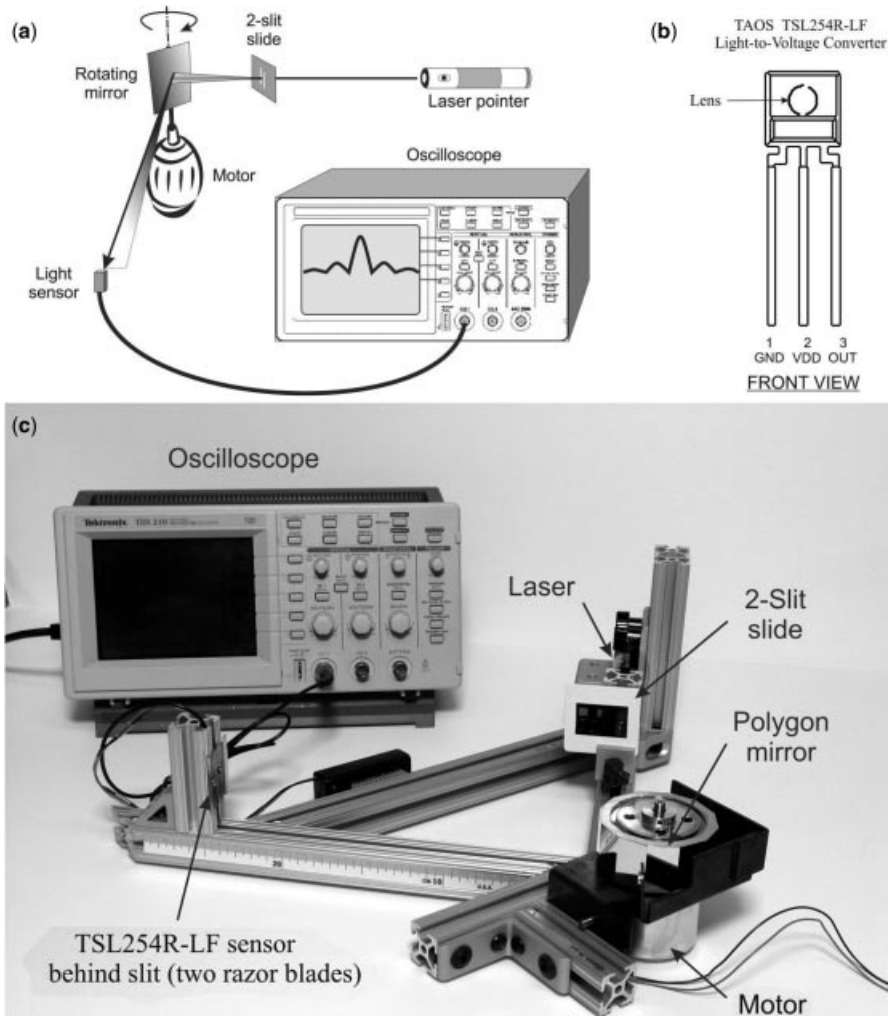 (a)
2-slit
slide
Rotating
mirror
Laser pointer
Motor
Oscilloscope
Light
sensor
(b)
TAOS TSL254R-LF
Light-to-Voltage Converter
Lens
1 2 3
GND VDD OUT
FRONT VIEW
(c)
Oscilloscope
Tektronix TDS 210
Laser
2-Slit
slide
Polygon
mirror
TSL254R-LF sensor
behind slit (two razor blades)
Motor